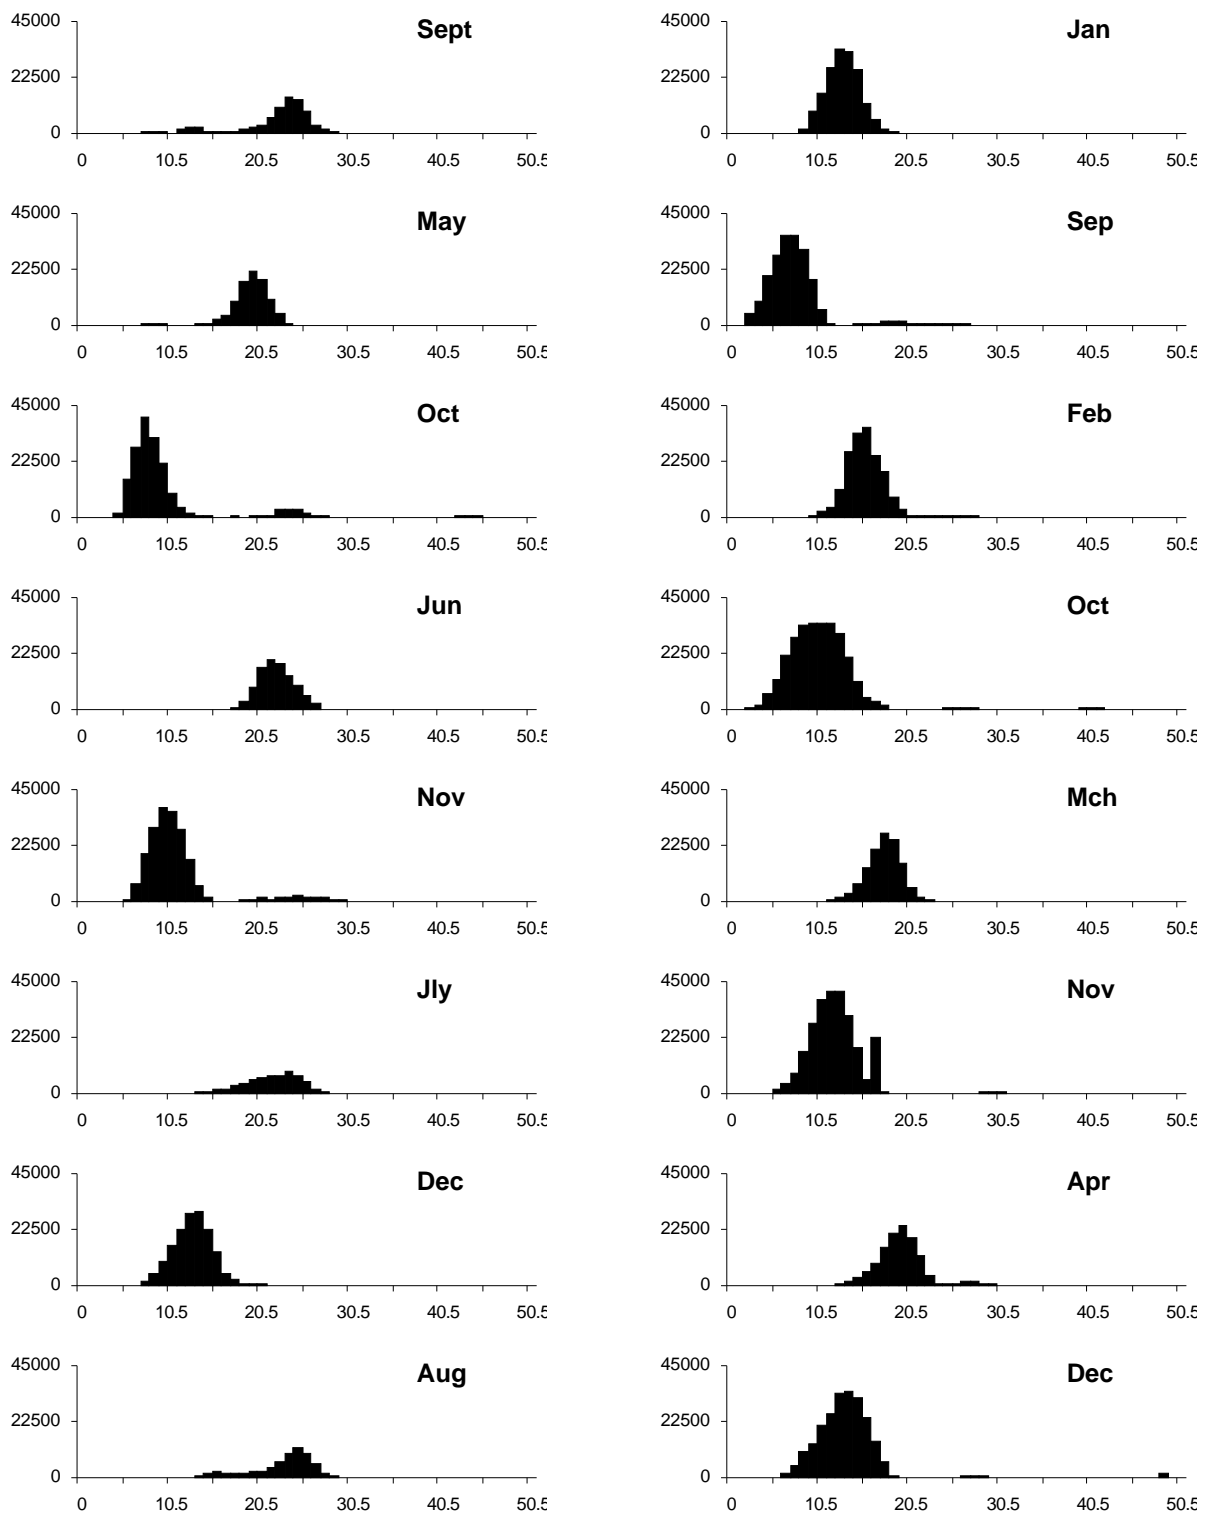 45000 Sept 45000 Jan
22500 22500
0 0
0 10.5 20.5 30.5 40.5 50.5 0 10.5 20.5 30.5 40.5 50.5
45000 May 45000 Sep
22500 22500
0 0
0 10.5 20.5 30.5 40.5 50.5 0 10.5 20.5 30.5 40.5 50.5
45000 Oct 45000 Feb
22500 22500
0 0
0 10.5 20.5 30.5 40.5 50.5 0 10.5 20.5 30.5 40.5 50.5
45000 Jun 45000 Oct
22500 22500
0 0
0 10.5 20.5 30.5 40.5 50.5 0 10.5 20.5 30.5 40.5 50.5
45000 Nov 45000 Mch
22500 22500
0 0
0 10.5 20.5 30.5 40.5 50.5 0 10.5 20.5 30.5 40.5 50.5
45000 Jly 45000 Nov
22500 22500
0 0
0 10.5 20.5 30.5 40.5 50.5 0 10.5 20.5 30.5 40.5 50.5
45000 Dec 45000 Apr
22500 22500
0 0
0 10.5 20.5 30.5 40.5 50.5 0 10.5 20.5 30.5 40.5 50.5
45000 Aug 45000 Dec
22500 22500
0 0
0 10.5 20.5 30.5 40.5 50.5 0 10.5 20.5 30.5 40.5 50.5